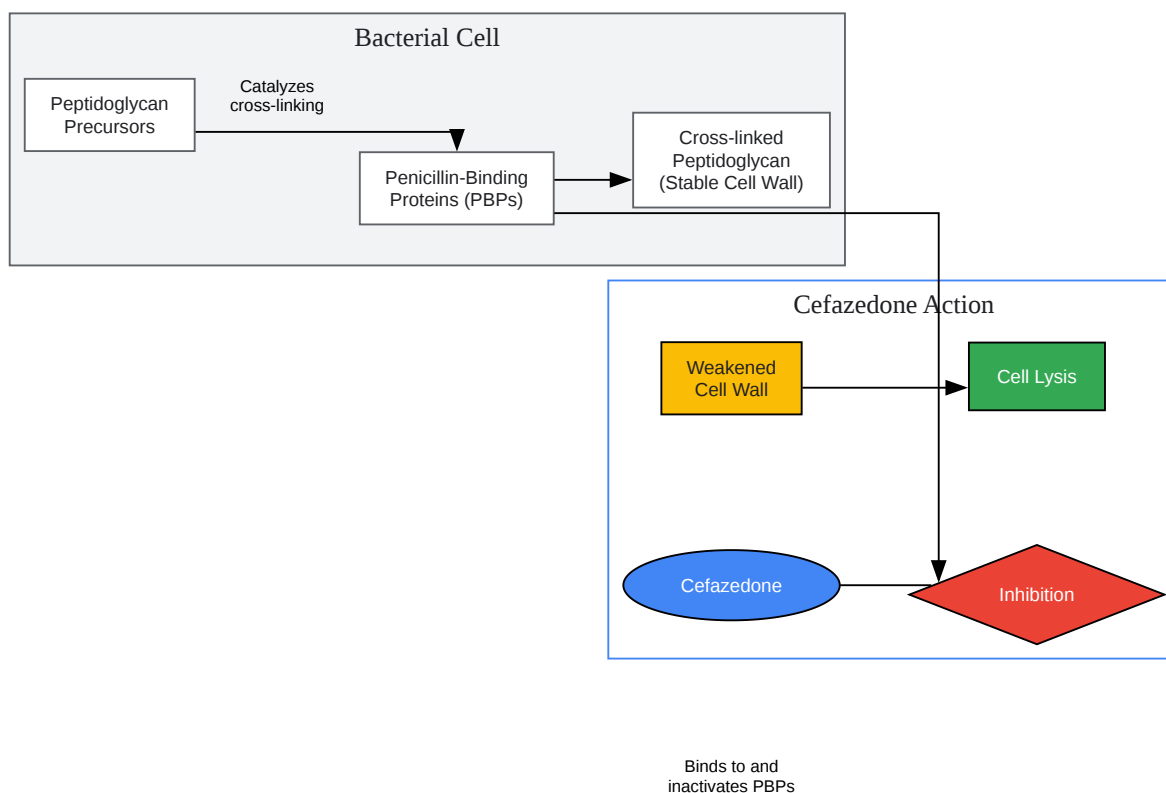 Bacterial Cell
Peptidoglycan
Precursors
Catalyzes
cross-linking
Penicillin-Binding
Proteins (PBPs)
Cross-linked
Peptidoglycan
(Stable Cell Wall)
Cefazedone Action
Weakened
Cell Wall
Cell Lysis
Cefazedone
Inhibition
Binds to and
inactivates PBPs